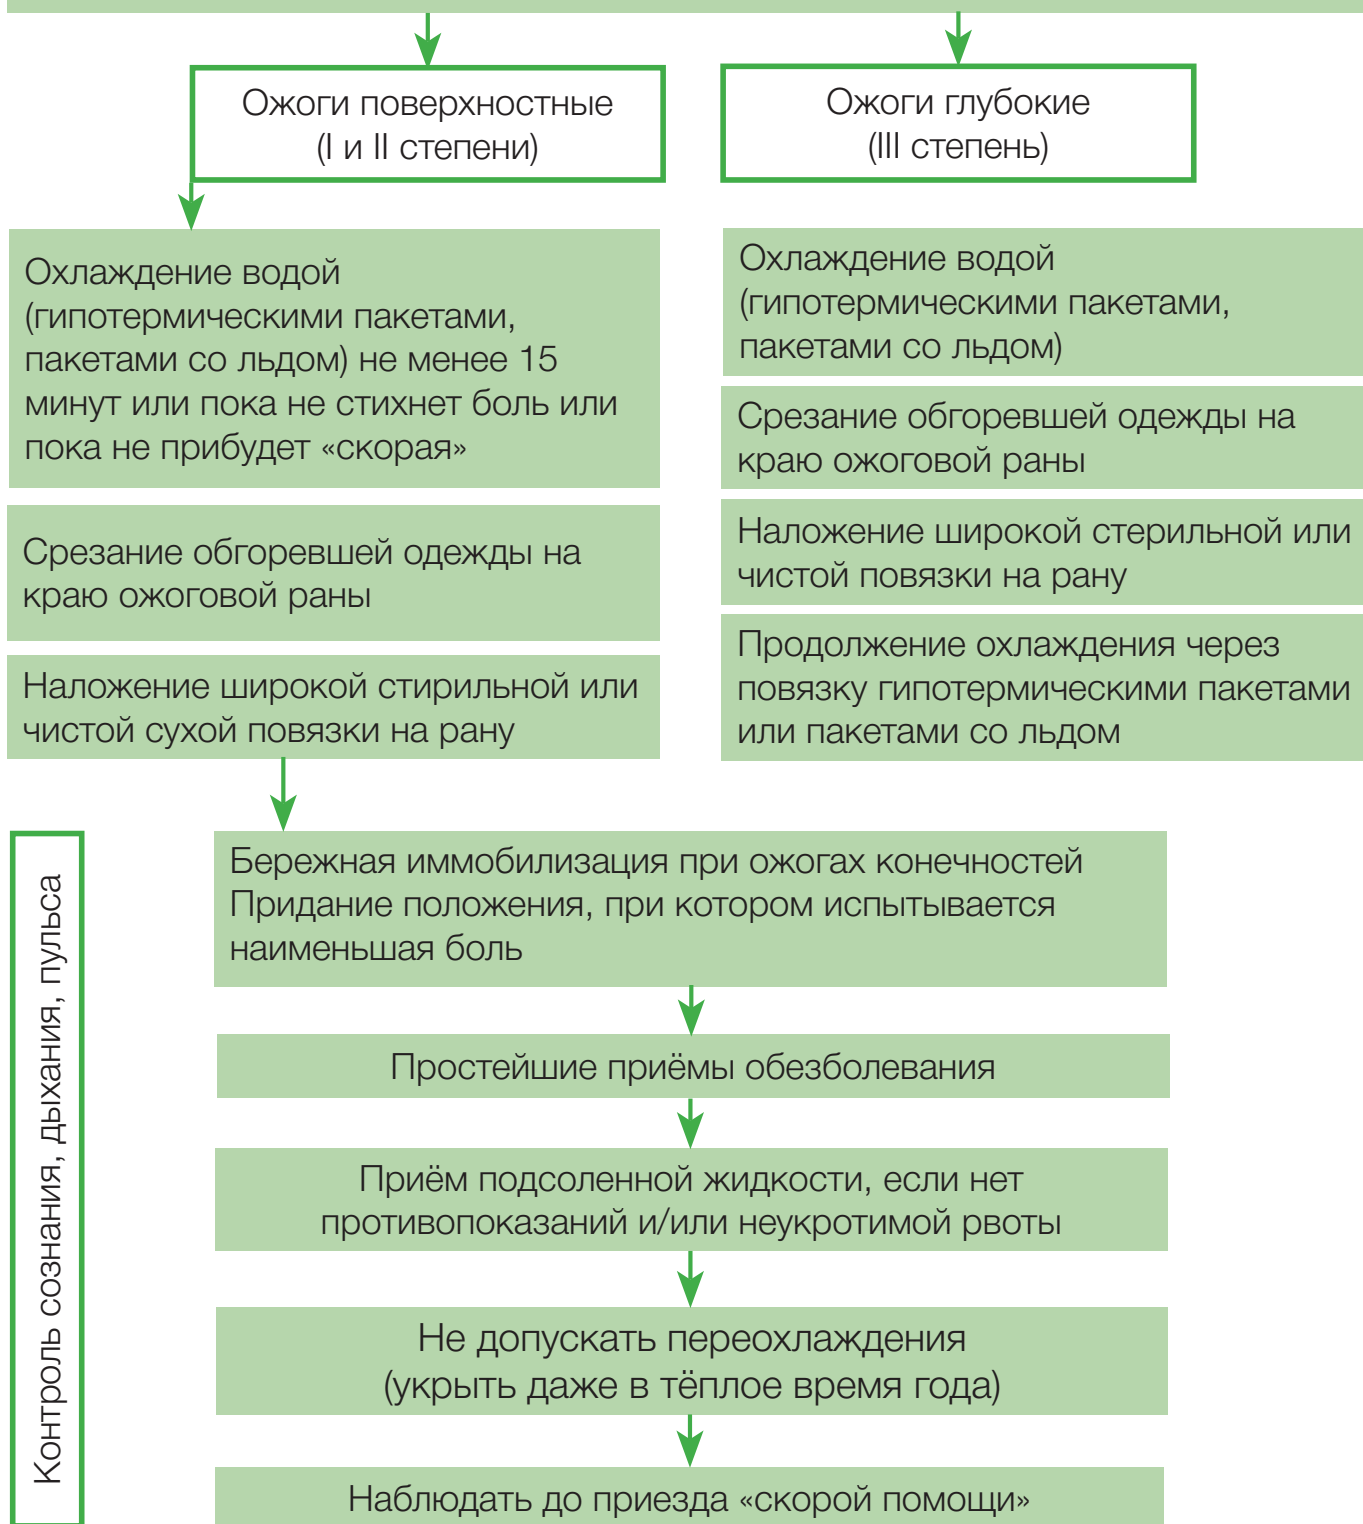 Ожоги поверхностные
(I и II степени)
Ожоги глубокие
(III степень)
Охлаждение водой
(гипотермическими пакетами,
пакетами со льдом) не менее 15
минут или пока не стихнет боль или
пока не прибудет «скорая»
Срезание обгоревшей одежды на
краю ожоговой раны
Наложение широкой стирильной или
чистой сухой повязки на рану
Охлаждение водой
(гипотермическими пакетами,
пакетами со льдом)
Срезание обгоревшей одежды на
краю ожоговой раны
Наложение широкой стерильной или
чистой повязки на рану
Продолжение охлаждения через
повязку гипотермическими пакетами
или пакетами со льдом
Контроль сознания, дыхания, пульса
Бережная иммобилизация при ожогах конечностей
Придание положения, при котором испытывается
наименьшая боль
Простейшие приёмы обезболевания
Приём подсоленной жидкости, если нет
противопоказаний и/или неукротимой рвоты
Не допускать переохлаждения
(укрыть даже в тёплое время года)
Наблюдать до приезда «скорой помощи»